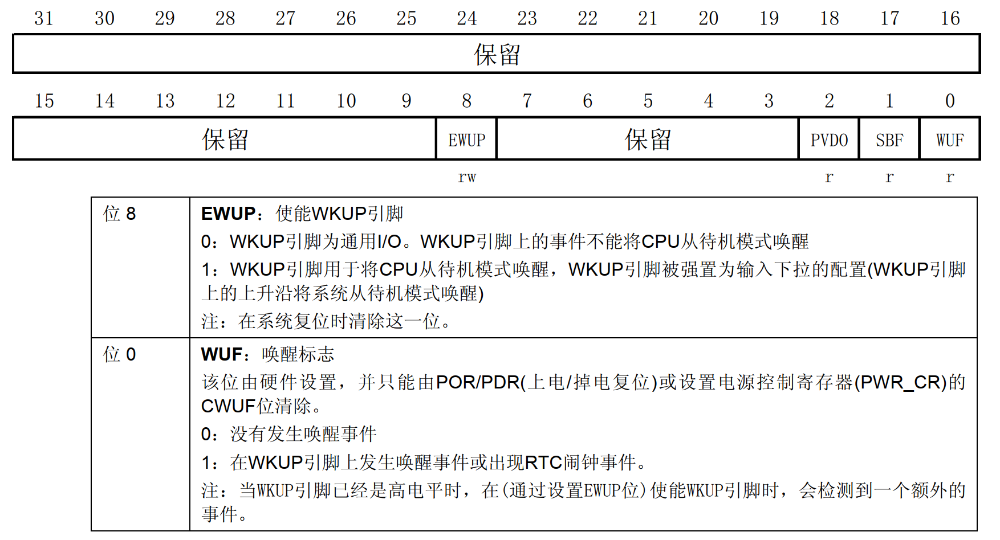 31 30 29 28 27 26 25 24 23 22 21 20 19 18 17 16
保留
15 14 13 12 11 10 9 8 7 6 5 4 3 2 1 0
保留 EWUP 保留 PVDO SBF WUF
rw r r r
位 8 EWUP：使能WKUP引脚
0：WKUP引脚为通用I/O。WKUP引脚上的事件不能将CPU从待机模式唤醒
1：WKUP引脚用于将CPU从待机模式唤醒，WKUP引脚被强置为输入下拉的配置(WKUP引脚
上的上升沿将系统从待机模式唤醒)
注：在系统复位时清除这一位。
位 0 WUF：唤醒标志
该位由硬件设置，并只能由POR/PDR(上电/掉电复位)或设置电源控制寄存器(PWR_CR)的
CWUF位清除。
0：没有发生唤醒事件
1：在WKUP引脚上发生唤醒事件或出现RTC闹钟事件。
注：当WKUP引脚已经是高电平时，在(通过设置EWUP位)使能WKUP引脚时，会检测到一个额外的
事件。